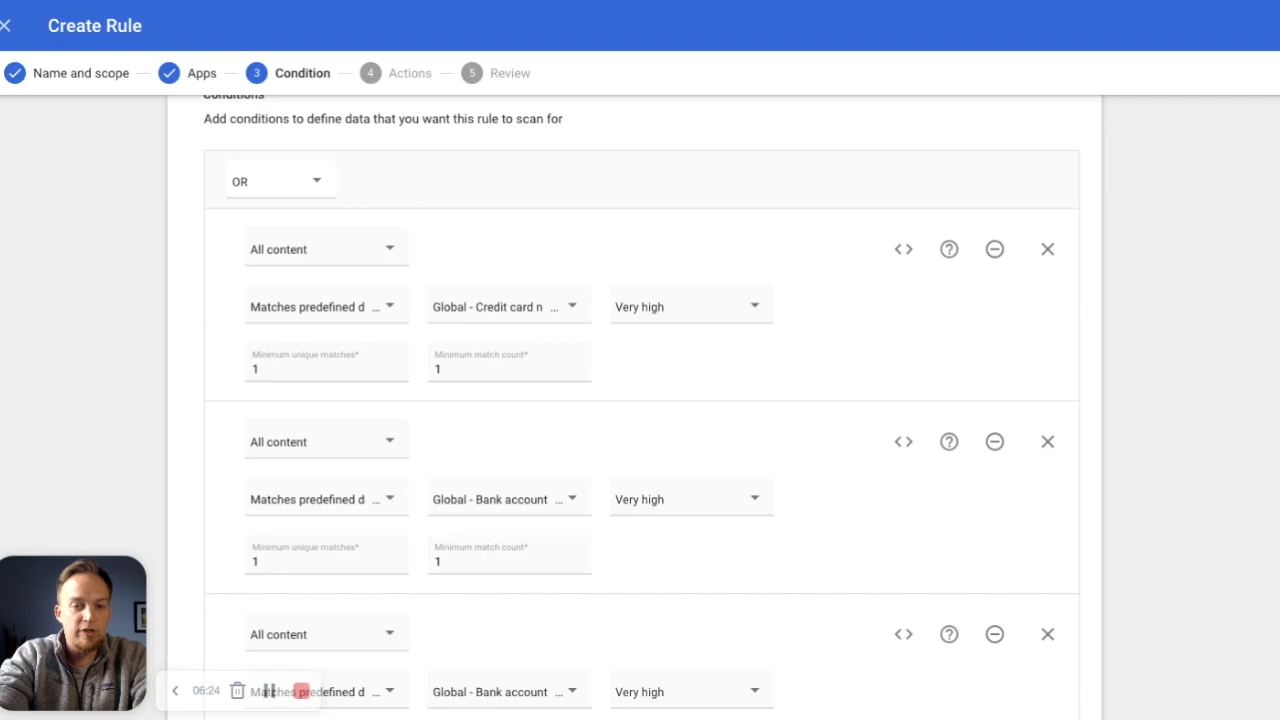 Create Rule
Name and scope
Apps
3 Condition
4 Actions
5 Review
Conditions
Add conditions to define data that you want this rule to scan for
OR
All content
Matches predefined d ... Global - Credit card n ... Very high
Minimum unique matches* Minimum match count*
1 1
All content
Matches predefined d ... Global - Bank account ... Very high
Minimum unique matches* Minimum match count*
1 1
All content
06:24
Matches predefined d ... Global - Bank account ... Very high